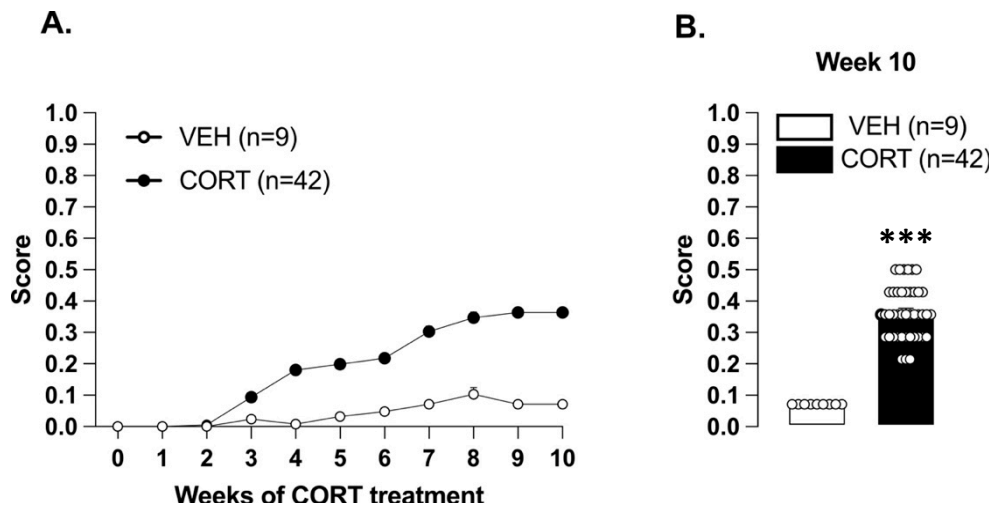 A.
1.0
0.9
0.8
0.7
0.6
0.5
0.4
0.3
0.2
0.1
0.0
Score
VEH (n=9)
CORT (n=42)
0 1 2 3 4 5 6 7 8 9 10
Weeks of CORT treatment
B.
Week 10
1.0
0.9
0.8
0.7
0.6
0.5
0.4
0.3
0.2
0.1
0.0
Score
VEH (n=9)
CORT (n=42)
***